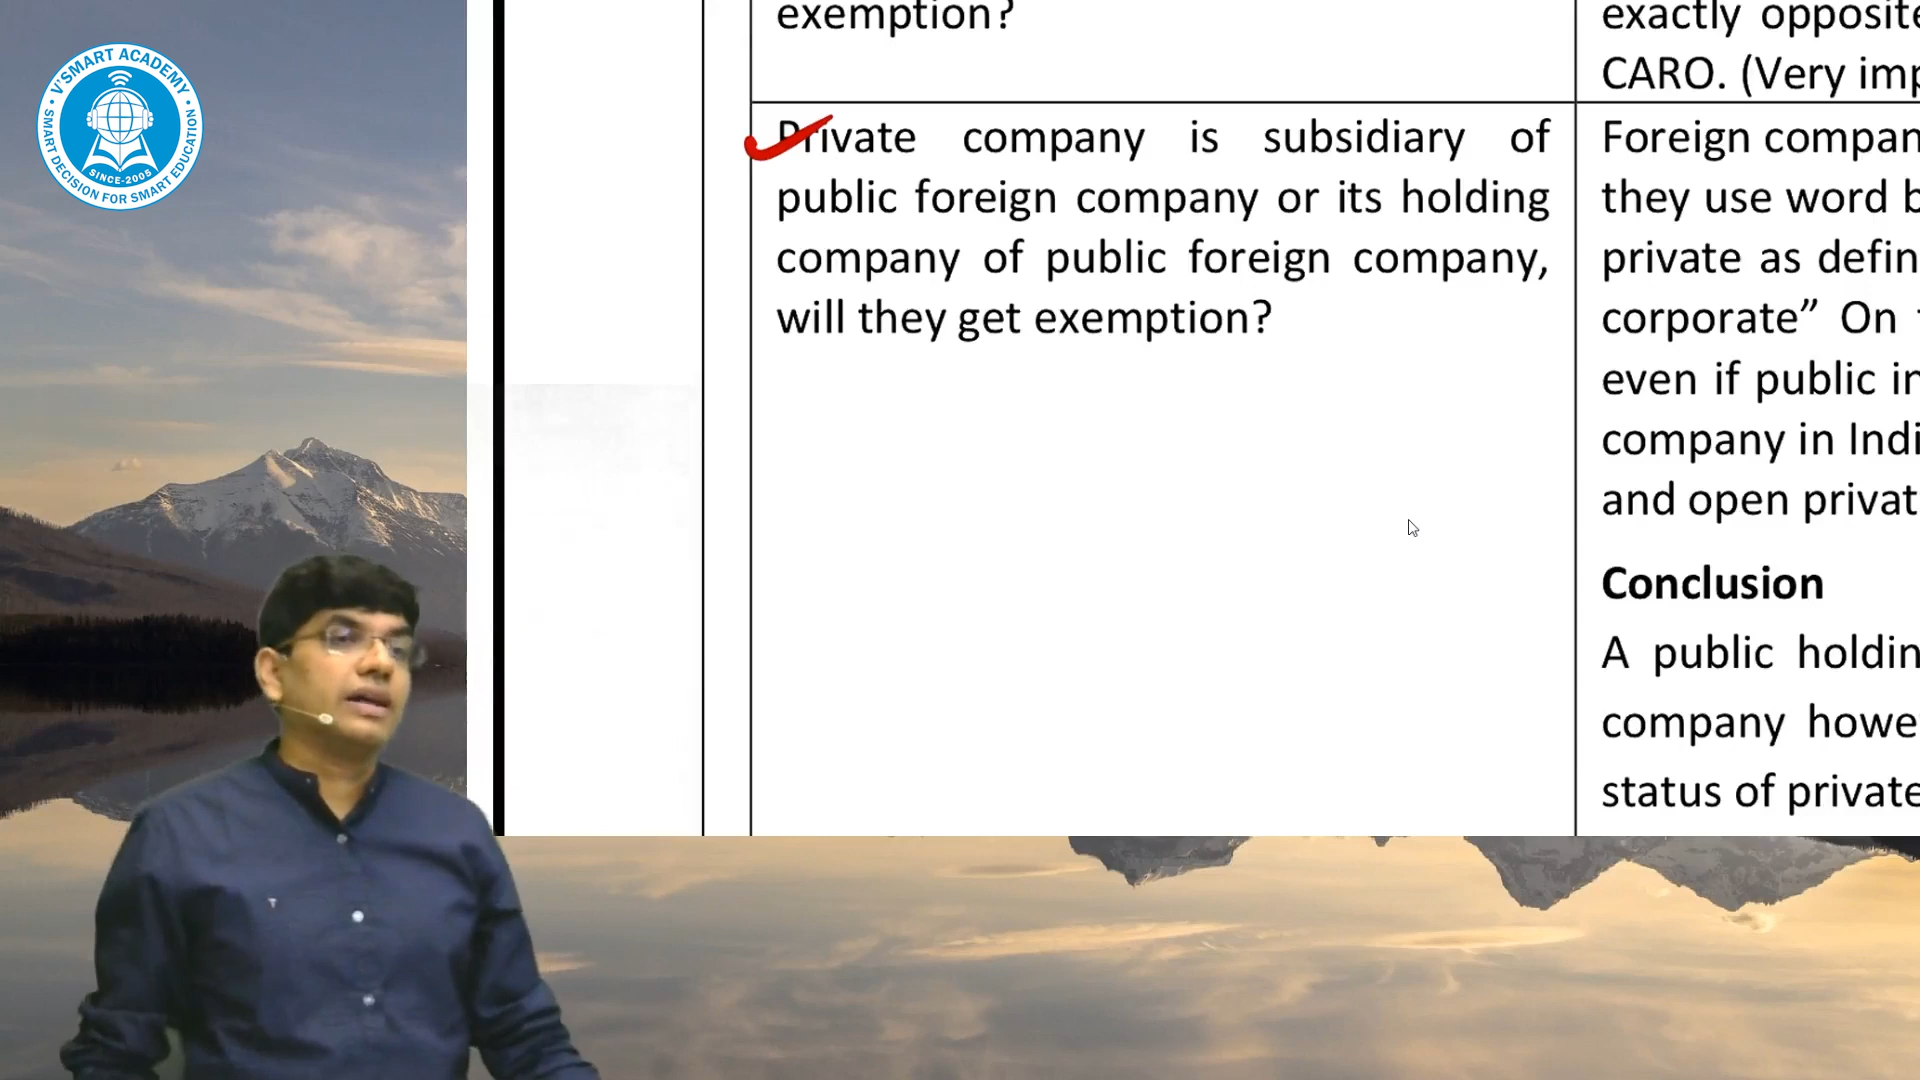 V'SMART ACADEMY
SINCE-2005
SMART DECISION FOR SMART EDUCATION
exemption?
Private company is subsidiary of
public foreign company or its holding
company of public foreign company,
will they get exemption?
exactly opposite
CARO. (Very imp
Foreign compan
they use word b
private as defin
corporate” On
even if public in
company in Indi
and open privat
Conclusion
A public holdin
company howe
status of private